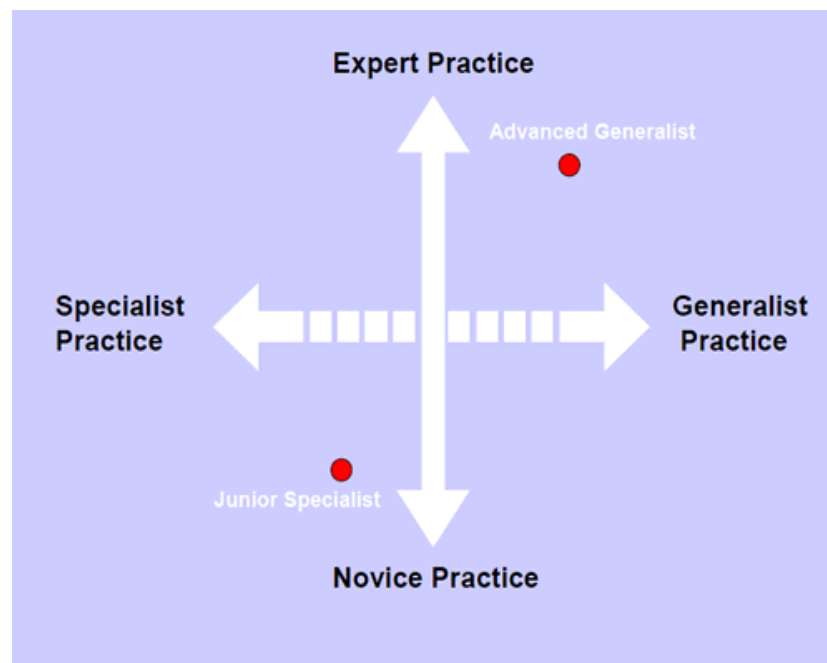 Expert Practice
Advanced Generalist
Specialist
Practice
Generalist
Practice
Junior Specialist
Novice Practice